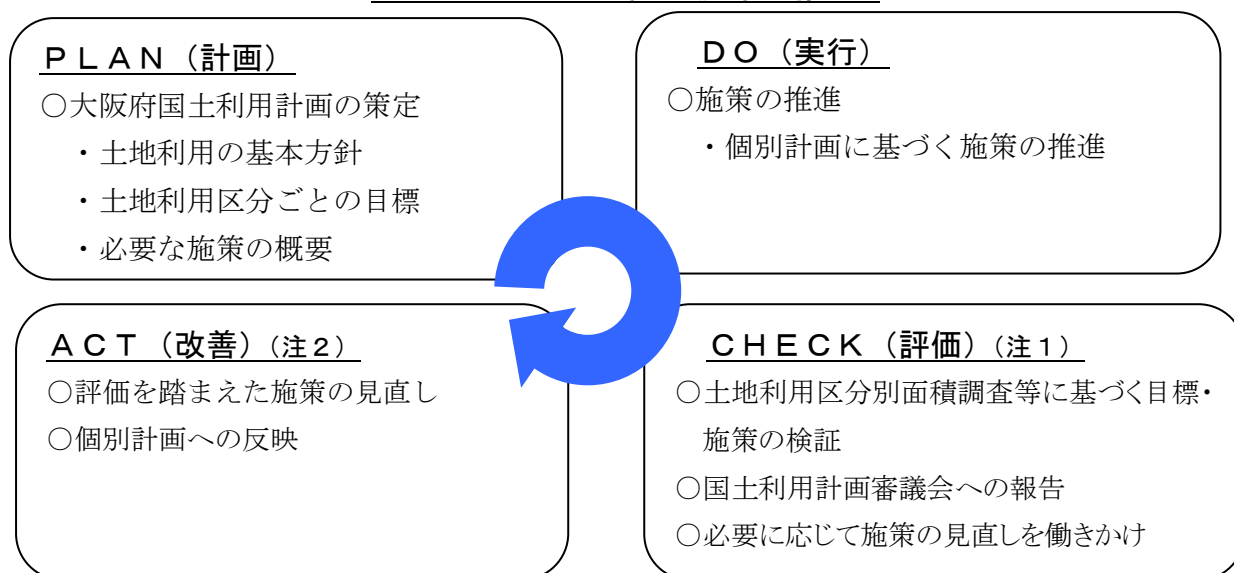 ＰＬＡＮ（計画）
○大阪府国土利用計画の策定
・土地利用の基本方針
・土地利用区分ごとの目標
・必要な施策の概要
ＤＯ（実行）
○施策の推進
・個別計画に基づく施策の推進
ＡＣＴ（改善）（注２）
○評価を踏まえた施策の見直し
○個別計画への反映
ＣＨＥＣＫ（評価）（注１）
○土地利用区分別面積調査等に基づく目標・
施策の検証
○国土利用計画審議会への報告
○必要に応じて施策の見直しを働きかけ